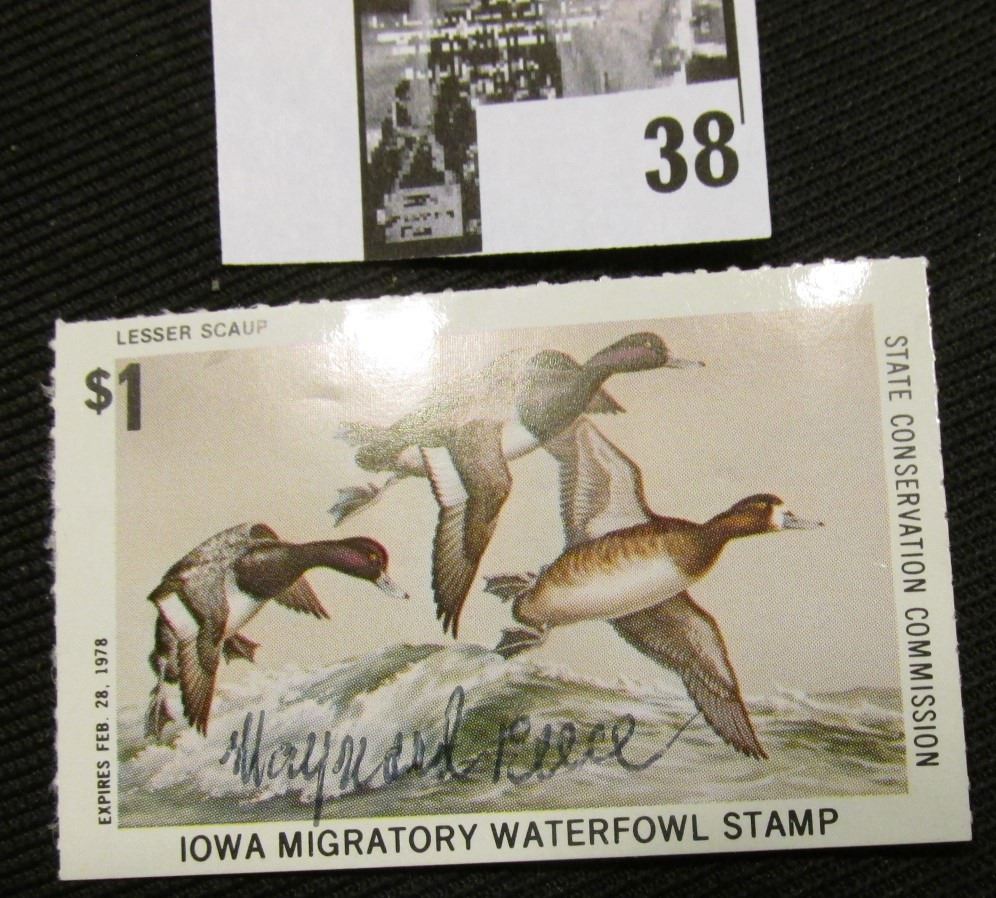 38
LESSER SCAUP
$1
STATE CONSERVATION COMMISSION
EXPIRES FEB. 28, 1978
Maynard Reece
IOWA MIGRATORY WATERFOWL STAMP